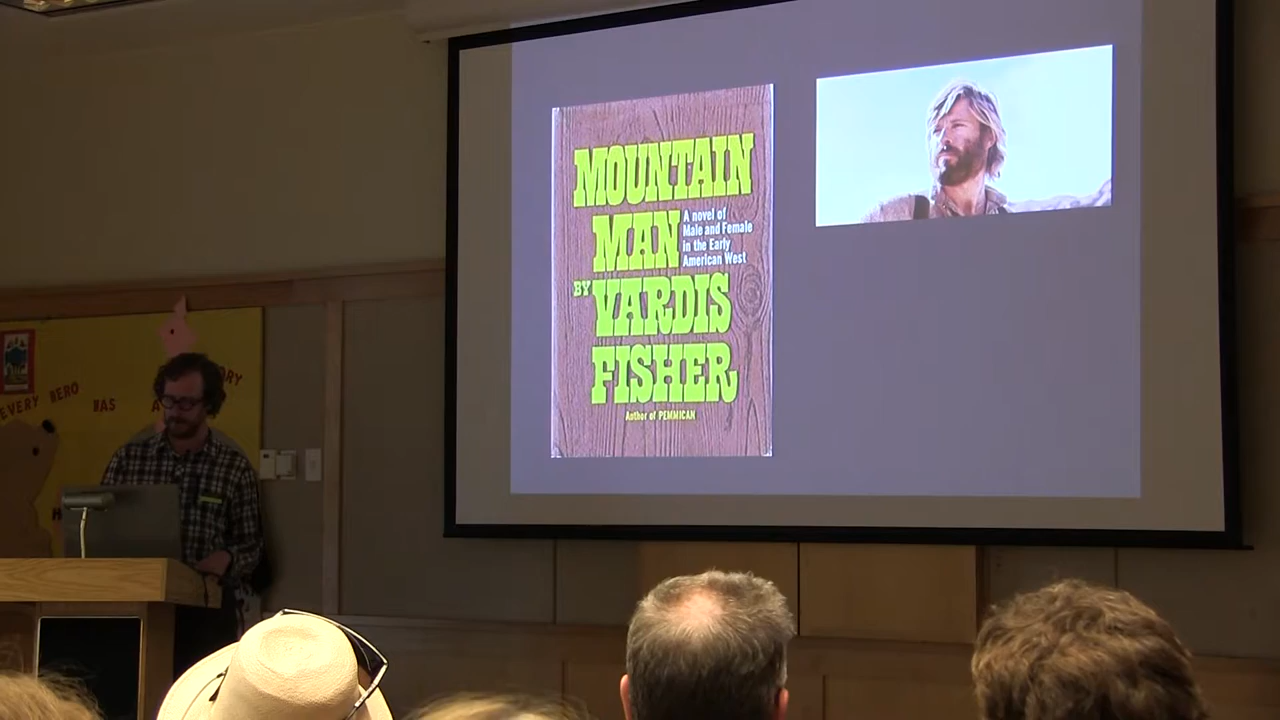 MOUNTAIN
MAN
A novel of
Male and Female
in the Early
American West
BY VARDIS
FISHER
Author of PEMMICAN
EVERY HERO HAS A